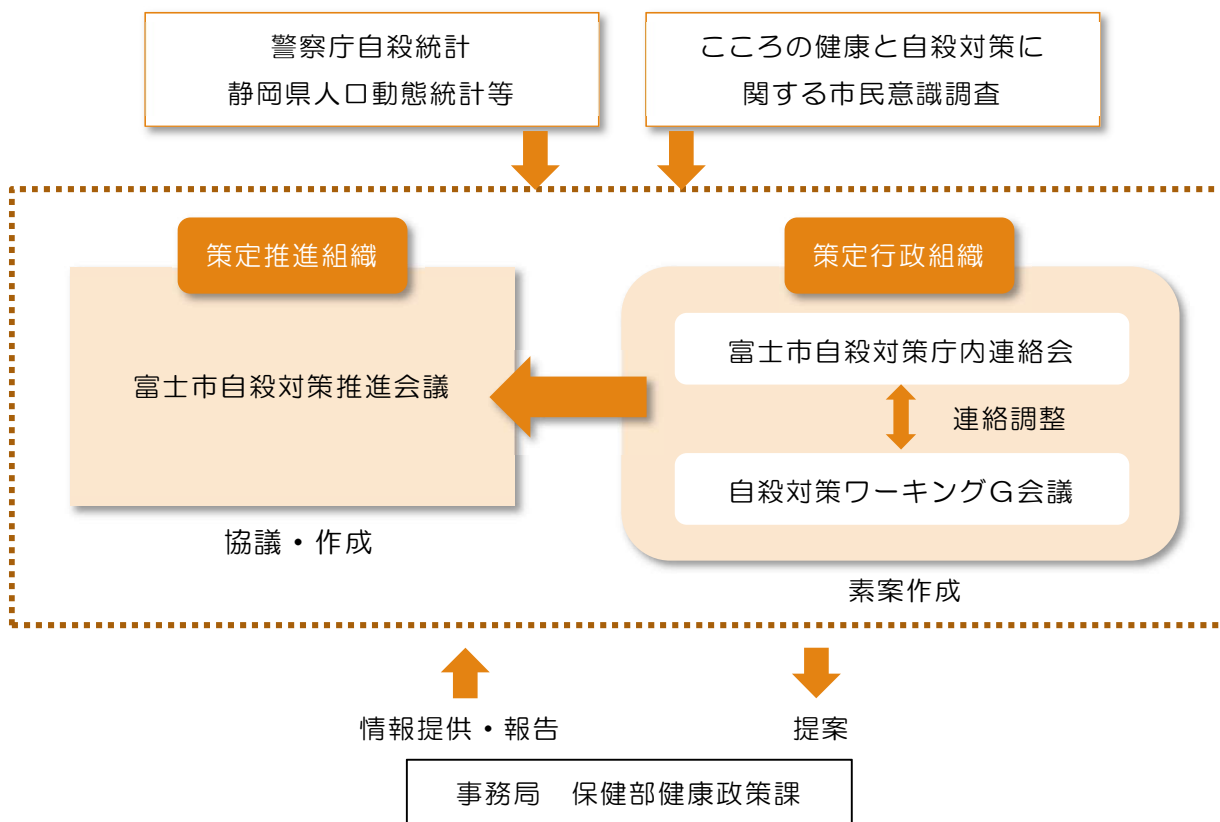 警察庁自殺統計
静岡県人口動態統計等
こころの健康と自殺対策に
関する市民意識調査
策定推進組織
富士市自殺対策推進会議
協議・作成
策定行政組織
富士市自殺対策庁内連絡会
連絡調整
自殺対策ワーキングG会議
素案作成
情報提供・報告
提案
事務局　保健部健康政策課